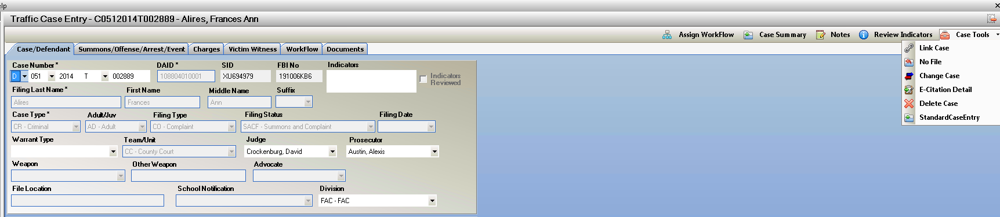 elp
Traffic Case Entry - C0512014T002889 - Alires, Frances Ann
Assign WorkFlow Case Summary Notes Review Indicators Case Tools
Case/Defendant Summons/Offense/Arrest/Event Charges Victim Witness WorkFlow Documents
Link Case
No File
Change Case
E-Citation Detail
Delete Case
StandardCaseEntry
Case Number * DAID * SID FBI No Indicators
D 051 2014 T 002889 108804010001 XU694979 191006KB6 Indicators Reviewed
Filing Last Name * First Name Middle Name Suffix
Alires Frances Ann
Case Type * Adult/Juv Filing Type Filing Status Filing Date
CR - Criminal AD - Adult CO - Complaint SACF - Summons and Complaint
Warrant Type Team/Unit Judge Prosecutor
CC - County Court Crockenburg, David Austin, Alexis
Weapon Other Weapon Advocate
File Location School Notification Division
FAC - FAC